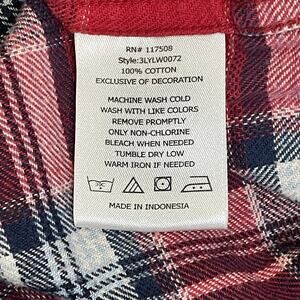 RN# 117508
Style:3LYLW0072
100% COTTON
EXCLUSIVE OF DECORATION
MACHINE WASH COLD
WASH WITH LIKE COLORS
REMOVE PROMPTLY
ONLY NON-CHLORINE
BLEACH WHEN NEEDED
TUMBLE DRY LOW
WARM IRON IF NEEDED
MADE IN INDONESIA